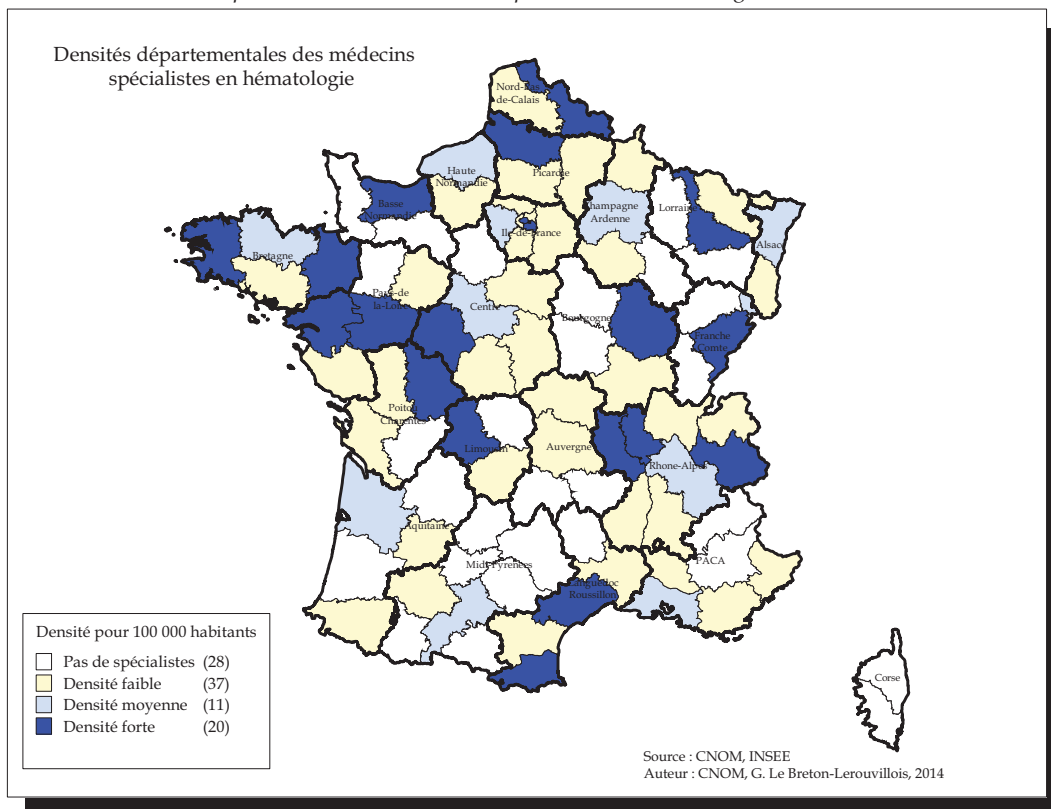 Densités départementales des médecins
spécialistes en hématologie
Nord-Pas
de-Calais
Haute
Normandie
Picardie
Basse
Normandie
Champagne
Ardenne
Lorraine
Ile-de-France
Alsac
Bretagne
Pays-de
la-Loire
Centre
Bourgogne
Franche
Comte
Poitou
Charentes
Limousin
Auvergne
Rhone-Alpes
Aquitaine
Midi-Pyrenees
PACA
Languedoc
Roussillon
Corse
Densité pour 100 000 habitants
Pas de spécialistes (28)
Densité faible (37)
Densité moyenne (11)
Densité forte (20)
Source : CNOM, INSEE
Auteur : CNOM, G. Le Breton-Lerouvillois, 2014